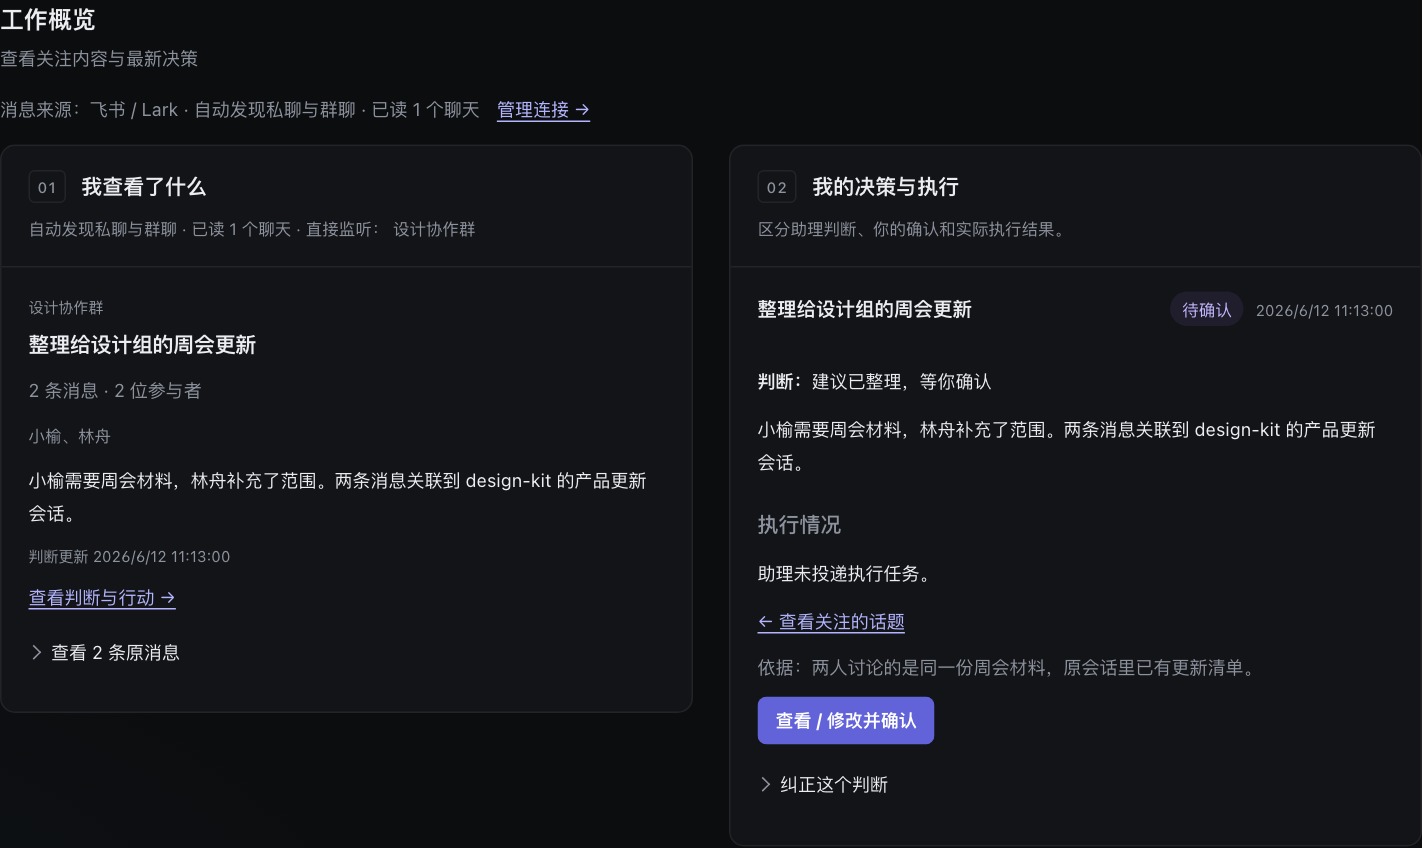 工作概览
查看关注内容与最新决策
消息来源：飞书 / Lark · 自动发现私聊与群聊 · 已读 1 个聊天 管理连接 →
01 我查看了什么
自动发现私聊与群聊 · 已读 1 个聊天 · 直接监听： 设计协作群
设计协作群
整理给设计组的周会更新
2 条消息 · 2 位参与者
小榆、林舟
小榆需要周会材料，林舟补充了范围。两条消息关联到 design-kit 的产品更新
会话。
判断更新 2026/6/12 11:13:00
查看判断与行动 →
查看 2 条原消息
02 我的决策与执行
区分助理判断、你的确认和实际执行结果。
整理给设计组的周会更新 待确认 2026/6/12 11:13:00
判断：建议已整理，等你确认
小榆需要周会材料，林舟补充了范围。两条消息关联到 design-kit 的产品更新
会话。
执行情况
助理未投递执行任务。
← 查看关注的话题
依据：两人讨论的是同一份周会材料，原会话里已有更新清单。
查看 / 修改并确认
纠正这个判断